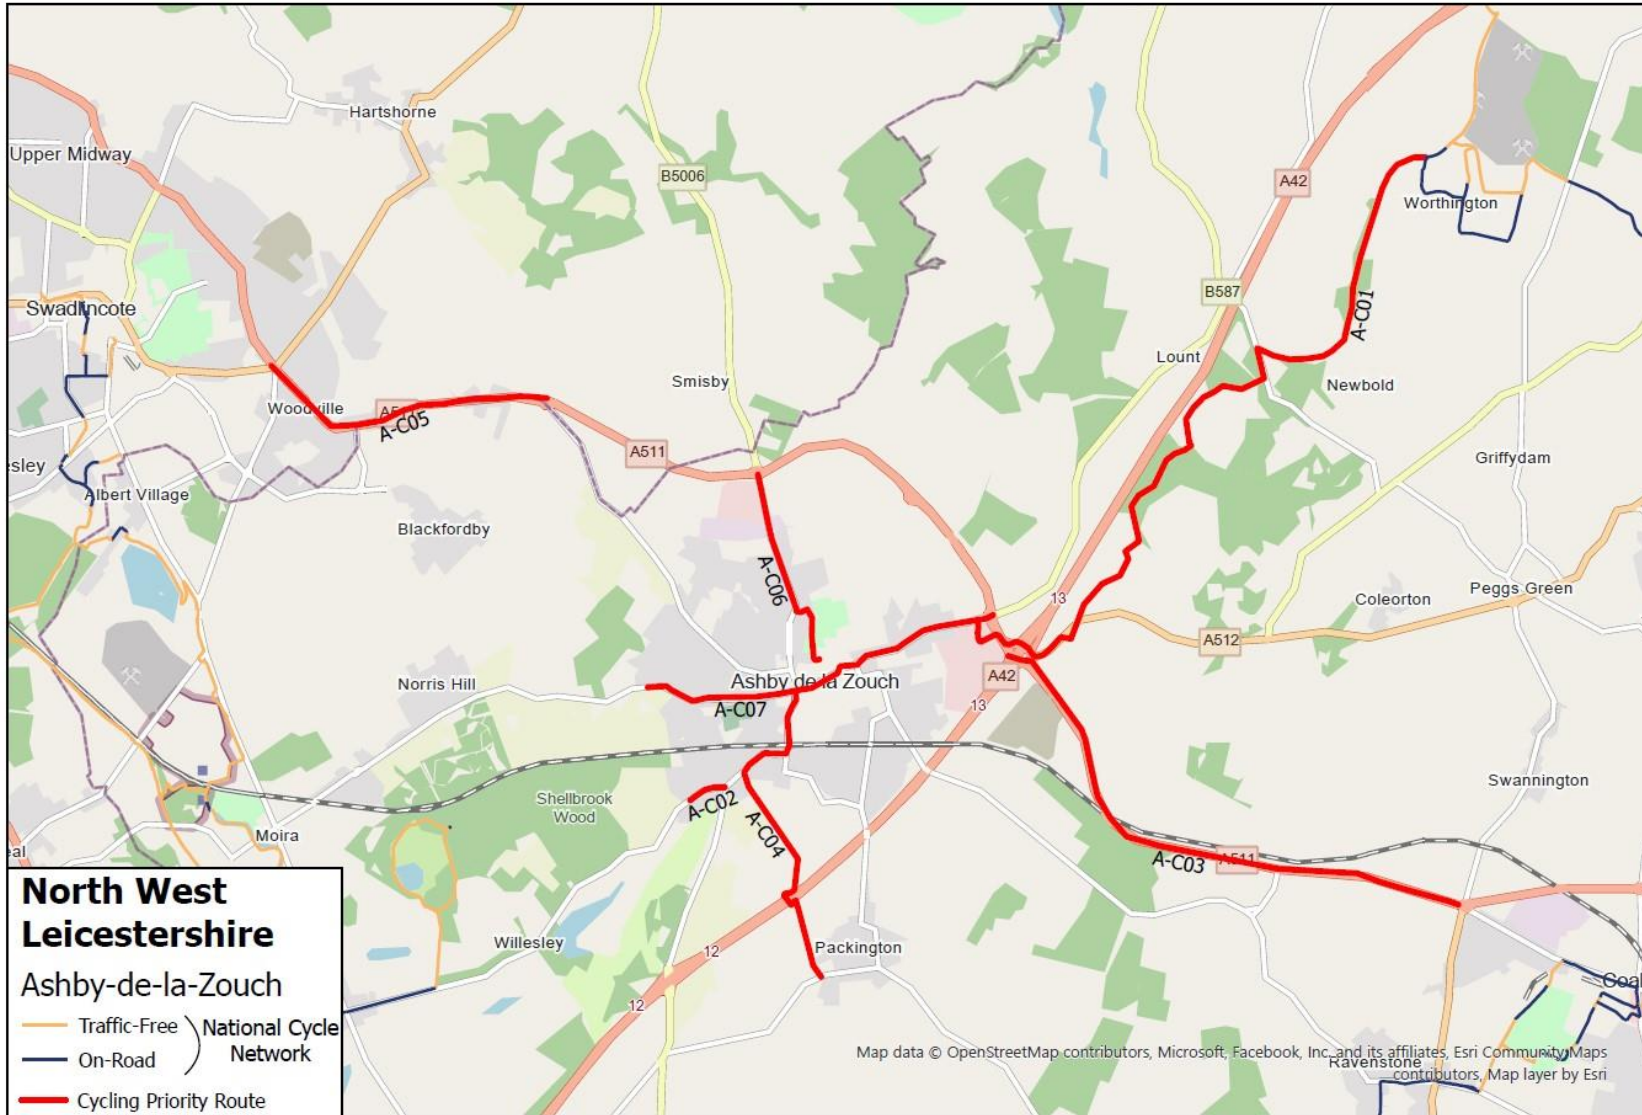 Hartshorne
Upper Midway
B5006
A42
Worthington
B587
Swadlincote
A-C01
Lount
Smisby
Newbold
Woodville
A-C05
A511
Griffydam
esley
Albert Village
Blackfordby
A-C06
13
Peggs Green
Coleorton
A512
Norris Hill
Ashby de la Zouch
A42
A-C07
13
Swannington
Shellbrook
Wood
A-C02
A-C04
Moira
eal
A-C03
A511
Willesley
12
Packington
12
Coal
Ravenstone
North West
Leicestershire
Ashby-de-la-Zouch
Traffic-Free
On-Road
National Cycle
Network
Cycling Priority Route
Map data © OpenStreetMap contributors, Microsoft, Facebook, Inc. and its affiliates, Esri Community Maps
contributors, Map layer by Esri